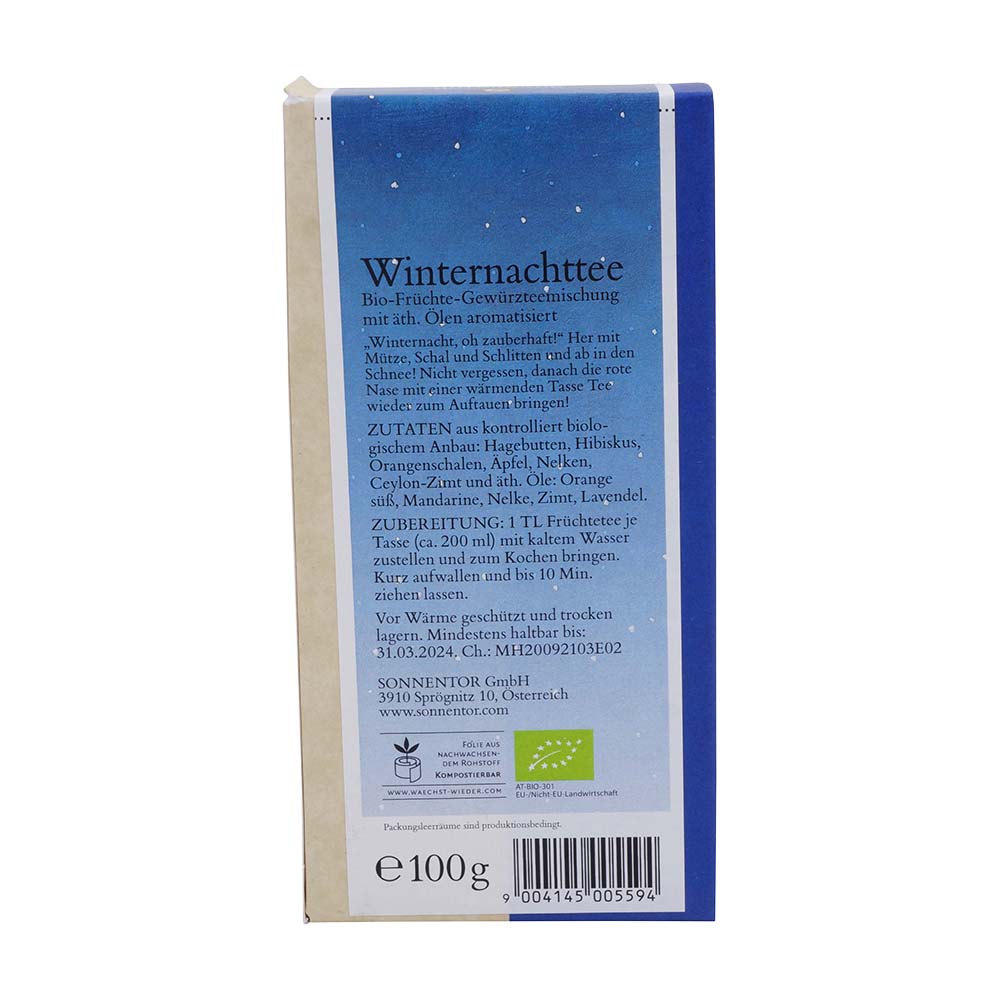 Winternachttee
Bio-Früchte-Gewürzteemischung
mit äth. Ölen aromatisiert
„Winternacht, oh zauberhaft!“ Her mit
Mütze, Schal und Schlitten und ab in den
Schnee! Nicht vergessen, danach die rote
Nase mit einer wärmenden Tasse Tee
wieder zum Auftauen bringen!
ZUTATEN aus kontrolliert biolo-
gischem Anbau: Hagebutten, Hibiskus,
Orangenschalen, Äpfel, Nelken,
Ceylon-Zimt und äth. Öle: Orange
süß, Mandarine, Nelke, Zimt, Lavendel.
ZUBEREITUNG: 1 TL Früchtetee je
Tasse (ca. 200 ml) mit kaltem Wasser
zustellen und zum Kochen bringen.
Kurz aufwallen und bis 10 Min.
ziehen lassen.
Vor Wärme geschützt und trocken
lagern. Mindestens haltbar bis:
31.03.2024. Ch.: MH20092103E02
SONNENTOR GmbH
3910 Sprögnitz 10, Österreich
www.sonnentor.com
FOLIE AUS
NACHWACHSEN-
DEM ROHSTOFF
KOMPOSTIERBAR
WWW.WAECHST-WIEDER.COM
AT-BIO-301
EU-/Nicht-EU-Landwirtschaft
Packungsleerräume sind produktionsbedingt.
℮100g
9 004145 005594